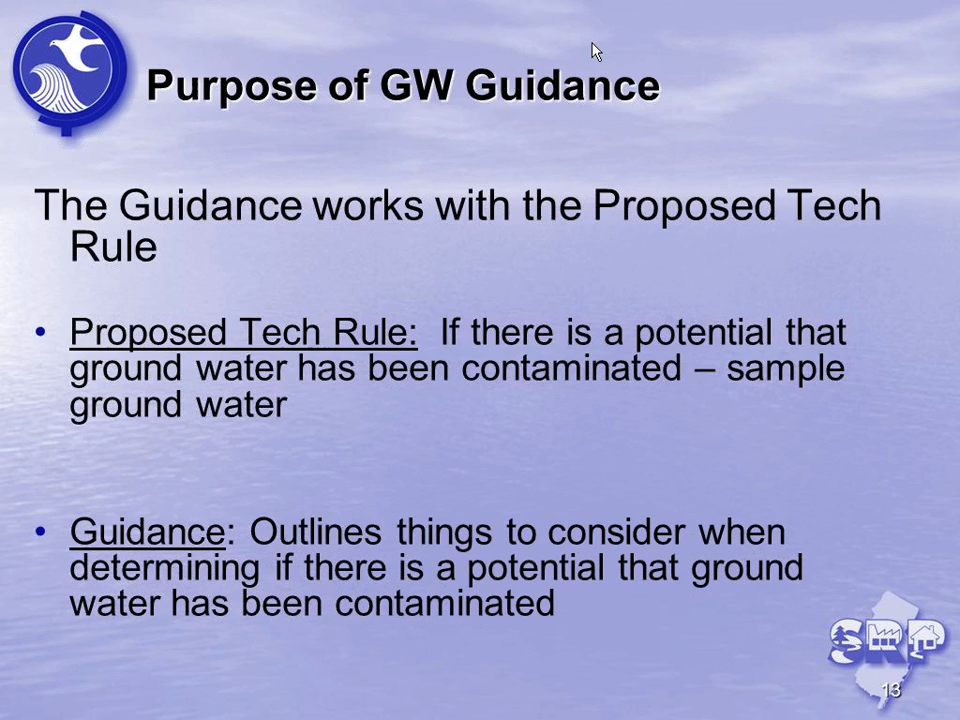 Purpose of GW Guidance
The Guidance works with the Proposed Tech
Rule
• Proposed Tech Rule: If there is a potential that
ground water has been contaminated – sample
ground water
• Guidance: Outlines things to consider when
determining if there is a potential that ground
water has been contaminated
SRP
13